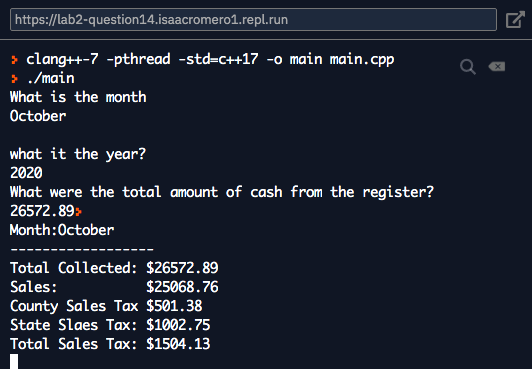 https://lab2-question14.isaacromero1.repl.run
> clang++-7 -pthread -std=c++17 -o main main.cpp
> ./main
What is the month
October
what it the year?
2020
What were the total amount of cash from the register?
26572.89>
Month:October
------------------
Total Collected: $26572.89
Sales:           $25068.76
County Sales Tax $501.38
State Slaes Tax: $1002.75
Total Sales Tax: $1504.13